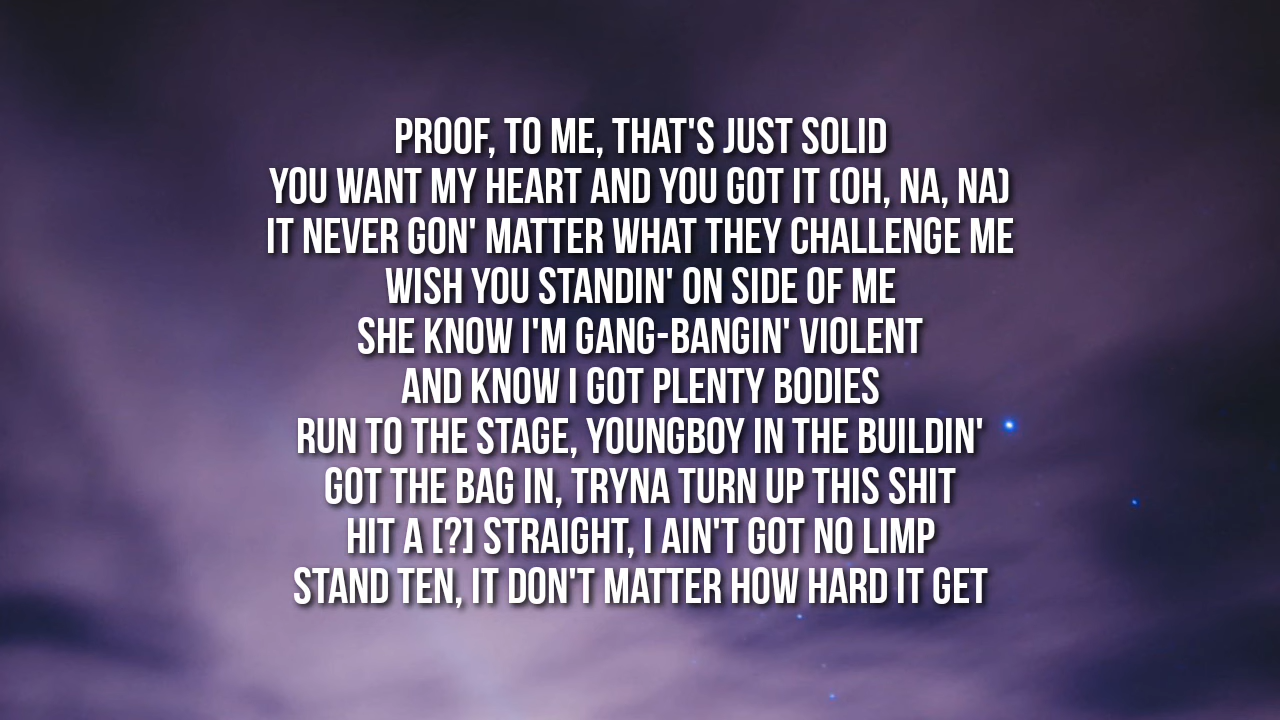 PROOF, TO ME, THAT'S JUST SOLID
YOU WANT MY HEART AND YOU GOT IT (OH, NA, NA)
IT NEVER GON' MATTER WHAT THEY CHALLENGE ME
WISH YOU STANDIN' ON SIDE OF ME
SHE KNOW I'M GANG-BANGIN' VIOLENT
AND KNOW I GOT PLENTY BODIES
RUN TO THE STAGE, YOUNGBOY IN THE BUILDIN'
GOT THE BAG IN, TRYNA TURN UP THIS SHIT
HIT A [?] STRAIGHT, I AIN'T GOT NO LIMP
STAND TEN, IT DON'T MATTER HOW HARD IT GET